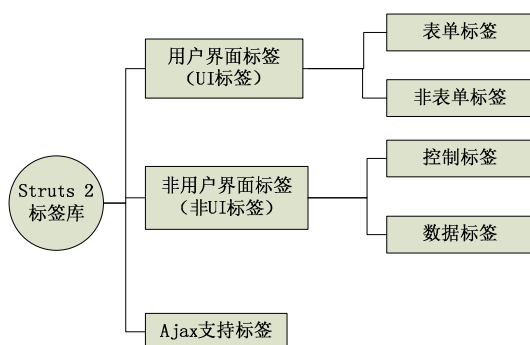 Struts 2
标签库
用户界面标签
(UI标签)
表单标签
非表单标签
非用户界面标签
(非UI标签)
控制标签
数据标签
Ajax支持标签